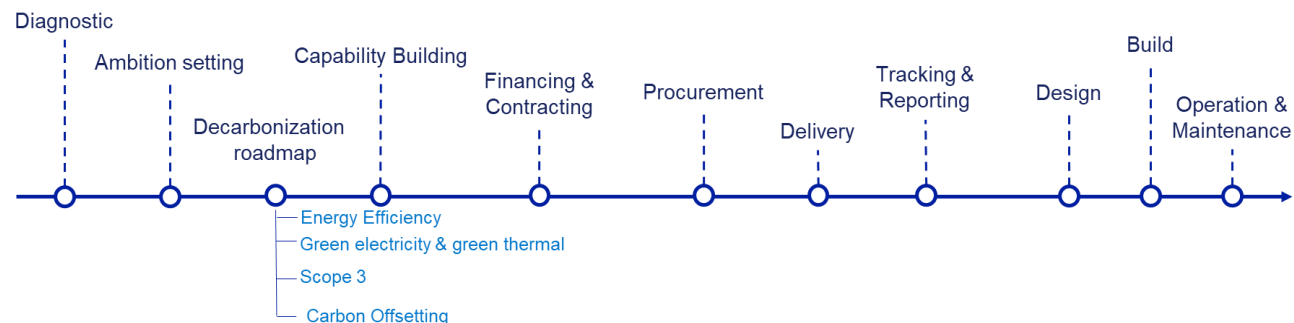 Diagnostic
Ambition setting
Decarbonization
roadmap
Capability Building
Financing &
Contracting
Procurement
Delivery
Tracking &
Reporting
Design
Build
Operation &
Maintenance
Energy Efficiency
Green electricity & green thermal
Scope 3
Carbon Offsetting